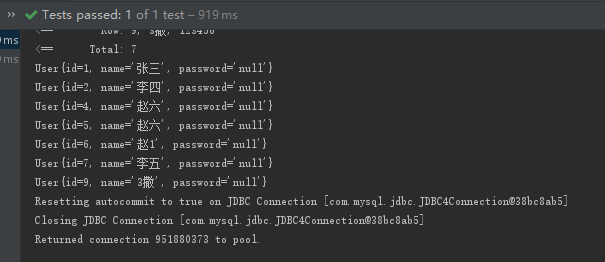 Tests passed: 1 of 1 test – 919 ms
ms
<==        Row: 9, 3撒, 123456
<==      Total: 7
User{id=1, name='张三', password='null'}
User{id=2, name='李四', password='null'}
User{id=4, name='赵六', password='null'}
User{id=5, name='赵六', password='null'}
User{id=6, name='赵1', password='null'}
User{id=7, name='李五', password='null'}
User{id=9, name='3撒', password='null'}
Resetting autocommit to true on JDBC Connection [com.mysql.jdbc.JDBC4Connection@38bc8ab5]
Closing JDBC Connection [com.mysql.jdbc.JDBC4Connection@38bc8ab5]
Returned connection 951880373 to pool.